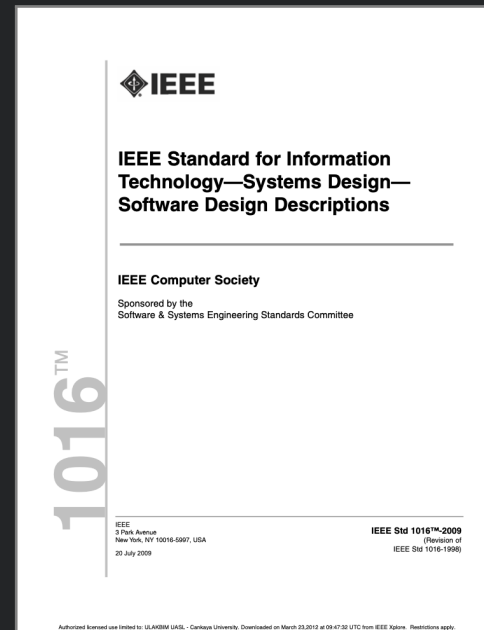 IEEE
IEEE Standard for Information
Technology—Systems Design—
Software Design Descriptions
IEEE Computer Society
Sponsored by the
Software & Systems Engineering Standards Committee
1016™
IEEE
3 Park Avenue
New York, NY 10016-5997, USA
20 July 2009
IEEE Std 1016™-2009
(Revision of
IEEE Std 1016-1998)
Authorized licensed use limited to: ULAKBIM UASL - Cankaya University. Downloaded on March 23,2012 at 09:47:32 UTC from IEEE Xplore. Restrictions apply.